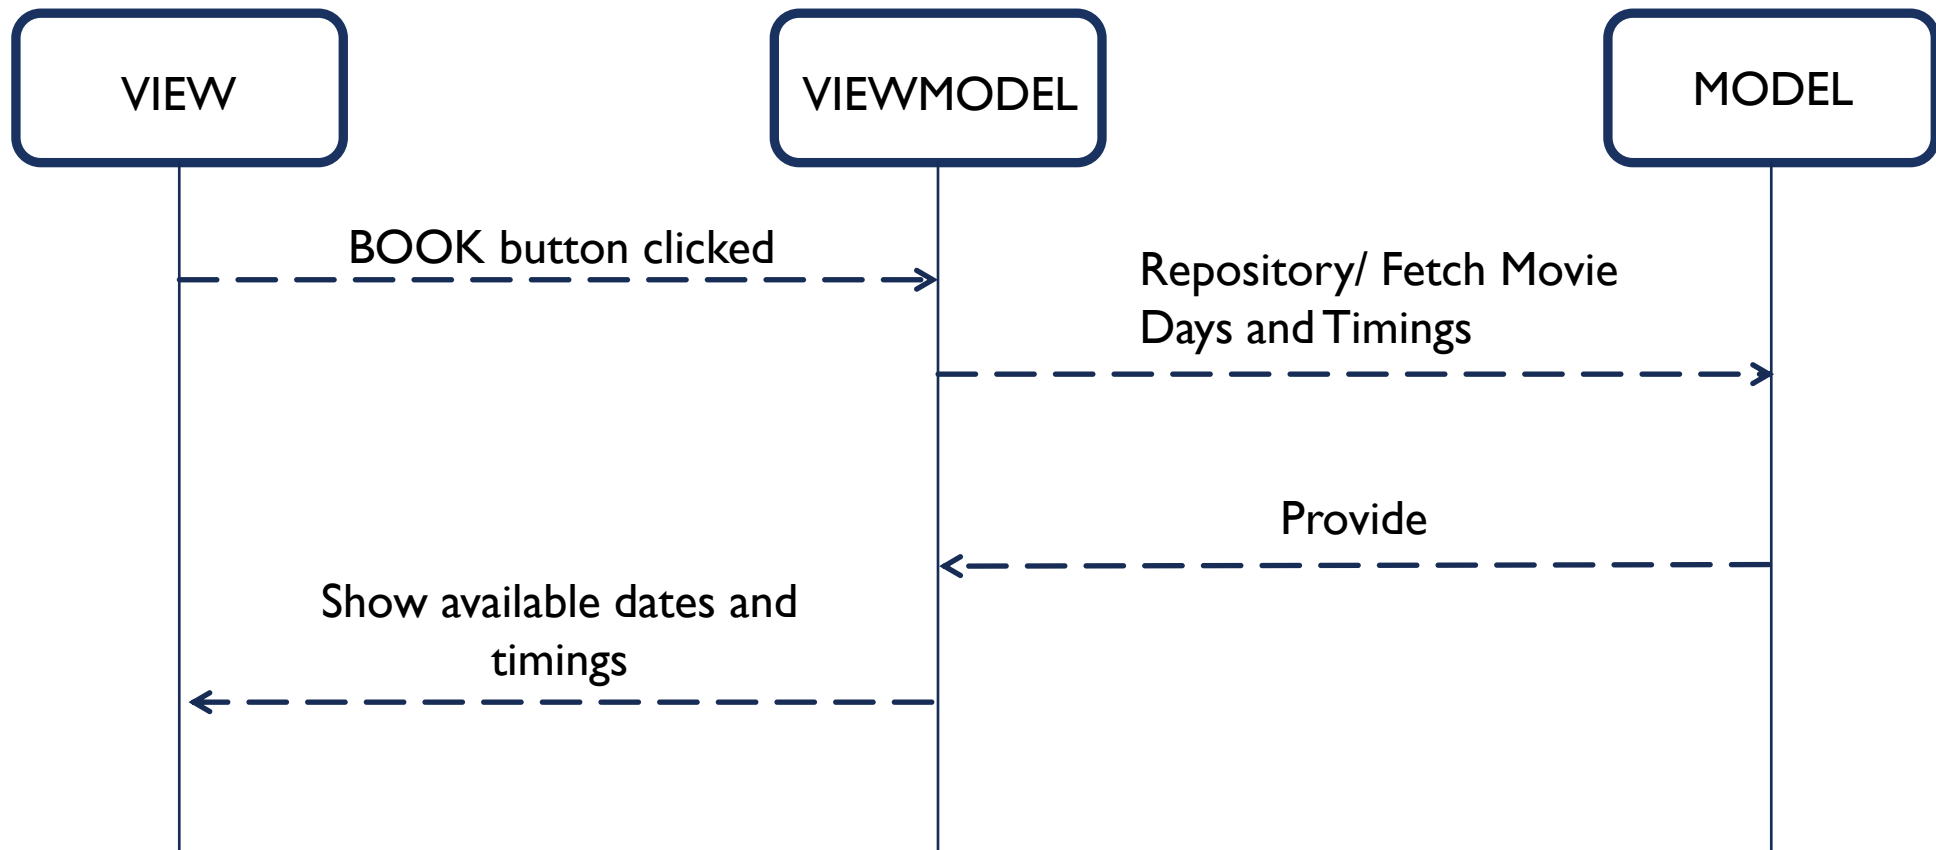 VIEW
VIEWMODEL
MODEL
BOOK button clicked
Repository/ Fetch Movie
Days and Timings
Provide
Show available dates and
timings